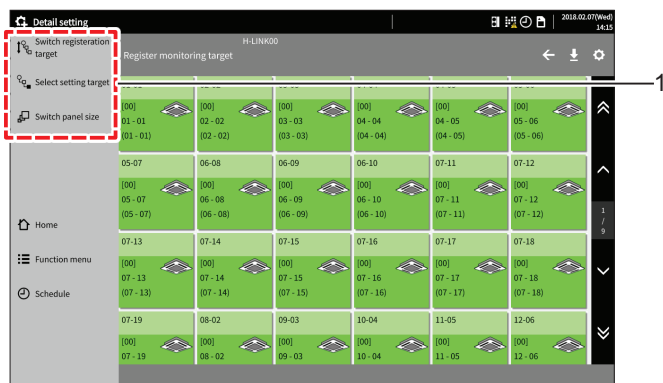 Detail setting
2018.02.07(Wed)
14:15
Switch registeration
target
Select setting target
Switch panel size
Home
Function menu
Schedule
H-LINK00
Register monitoring target
[00] [00] [00] [00] [00] [00]
01 - 01 02 - 02 03 - 03 04 - 04 04 - 05 05 - 06
(01 - 01) (02 - 02) (03 - 03) (04 - 04) (04 - 05) (05 - 06)
05-07 06-08 06-09 06-10 07-11 07-12
[00] [00] [00] [00] [00] [00]
05 - 07 06 - 08 06 - 09 06 - 10 07 - 11 07 - 12
(05 - 07) (06 - 08) (06 - 09) (06 - 10) (07 - 11) (07 - 12)
07-13 07-14 07-15 07-16 07-17 07-18
[00] [00] [00] [00] [00] [00]
07 - 13 07 - 14 07 - 15 07 - 16 07 - 17 07 - 18
(07 - 13) (07 - 14) (07 - 15) (07 - 16) (07 - 17) (07 - 18)
07-19 08-02 09-03 10-04 11-05 12-06
[00] [00] [00] [00] [00] [00]
07 - 19 08 - 02 09 - 03 10 - 04 11 - 05 12 - 06
1
/
9
1